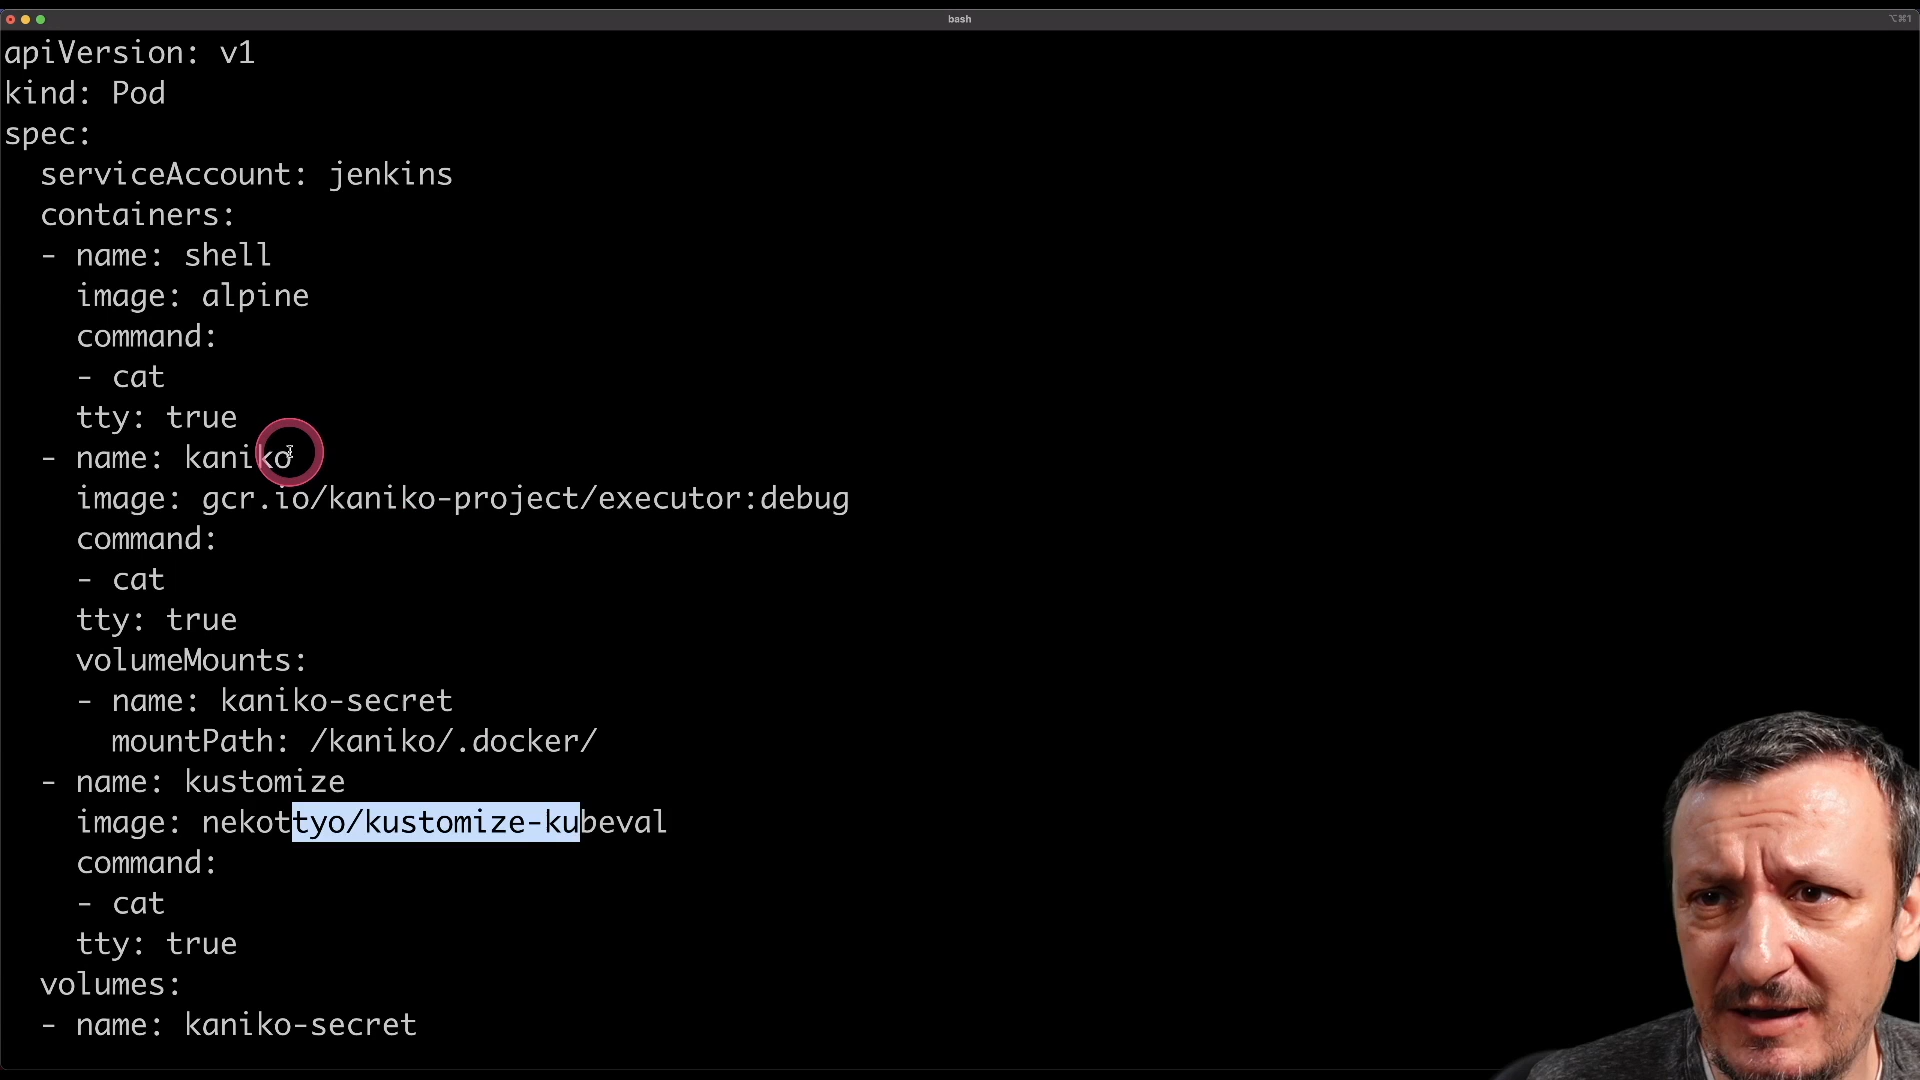 bash
⌥⌘1
apiVersion: v1
kind: Pod
spec:
  serviceAccount: jenkins
  containers:
  - name: shell
    image: alpine
    command:
    - cat
    tty: true
  - name: kaniko
    image: gcr.io/kaniko-project/executor:debug
    command:
    - cat
    tty: true
    volumeMounts:
    - name: kaniko-secret
      mountPath: /kaniko/.docker/
  - name: kustomize
    image: nekottyo/kustomize-kubeval
    command:
    - cat
    tty: true
  volumes:
  - name: kaniko-secret